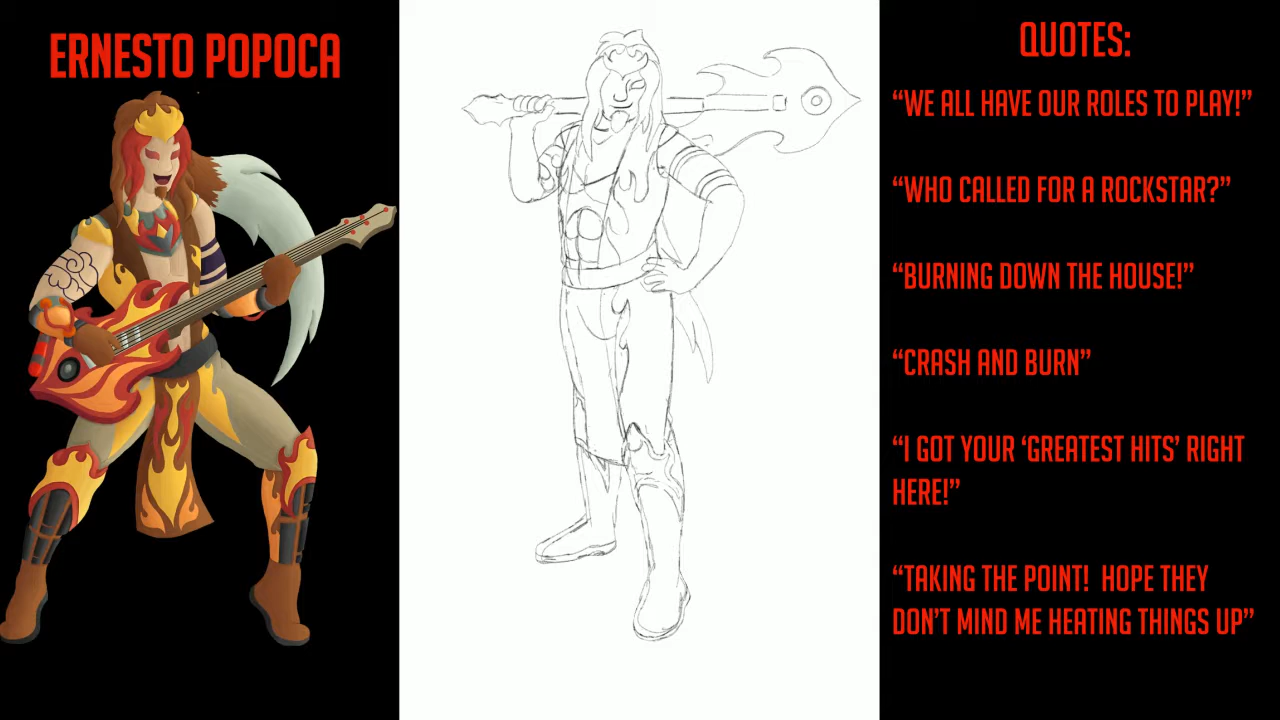 ERNESTO POPOCA
QUOTES:
“WE ALL HAVE OUR ROLES TO PLAY!”
“WHO CALLED FOR A ROCKSTAR?”
“BURNING DOWN THE HOUSE!”
“CRASH AND BURN”
“I GOT YOUR ‘GREATEST HITS’ RIGHT
HERE!”
“TAKING THE POINT!  HOPE THEY
DON’T MIND ME HEATING THINGS UP”